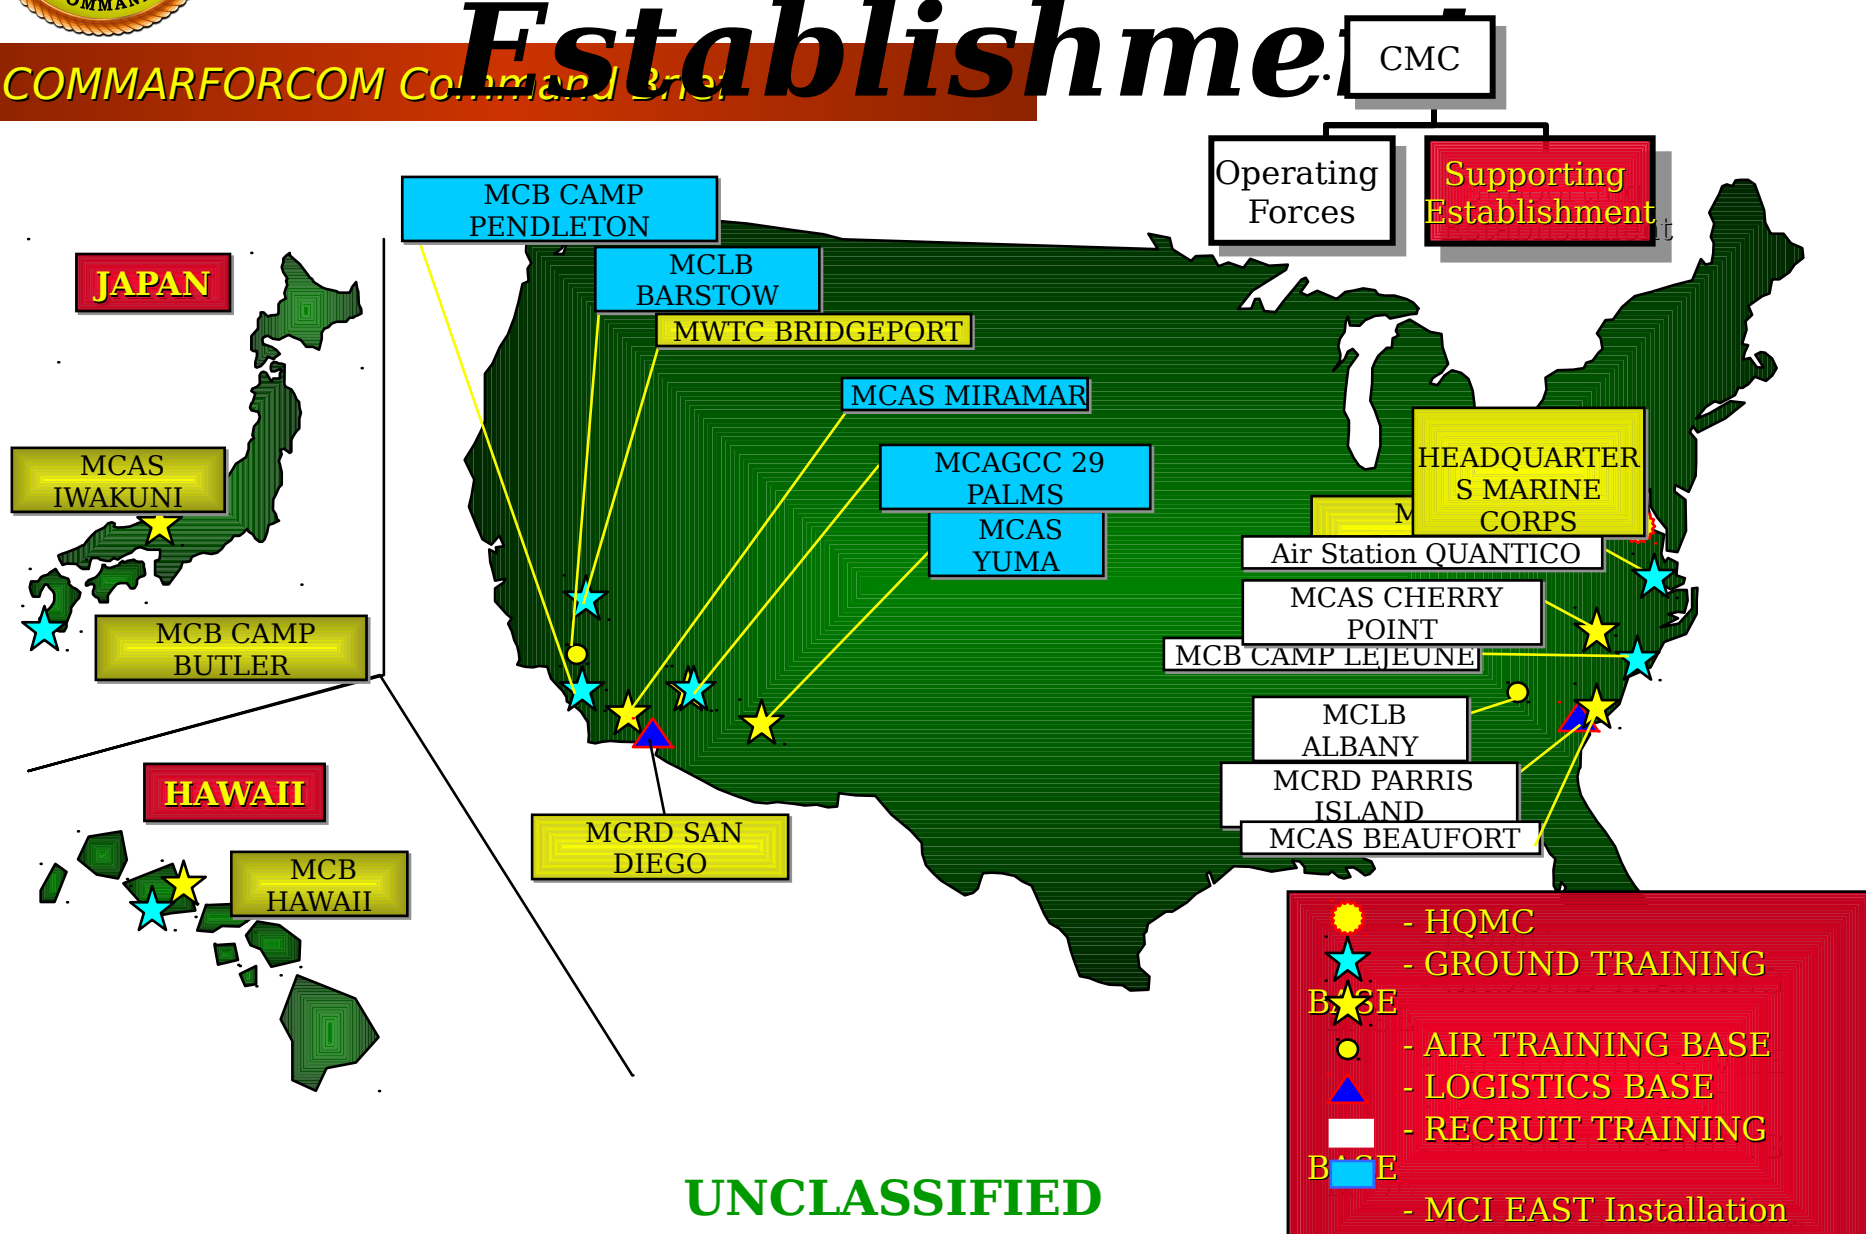 OMMAN
Establishment
COMMARFORCOM Command Brief
CMC
Operating
Forces
Supporting
Establishment
MCB CAMP
PENDLETON
MCLB
BARSTOW
MWTC BRIDGEPORT
MCAS MIRAMAR
MCAGCC 29
PALMS
MCAS
YUMA
JAPAN
MCAS
IWAKUNI
MCB CAMP
BUTLER
HEADQUARTER
S MARINE
CORPS
M
Air Station QUANTICO
MCAS CHERRY
POINT
MCB CAMP LEJEUNE
MCLB
ALBANY
MCRD PARRIS
ISLAND
MCAS BEAUFORT
MCRD SAN
DIEGO
HAWAII
MCB
HAWAII
- HQMC
- GROUND TRAINING
BASE
- AIR TRAINING BASE
- LOGISTICS BASE
- RECRUIT TRAINING
BASE
- MCI EAST Installation
UNCLASSIFIED